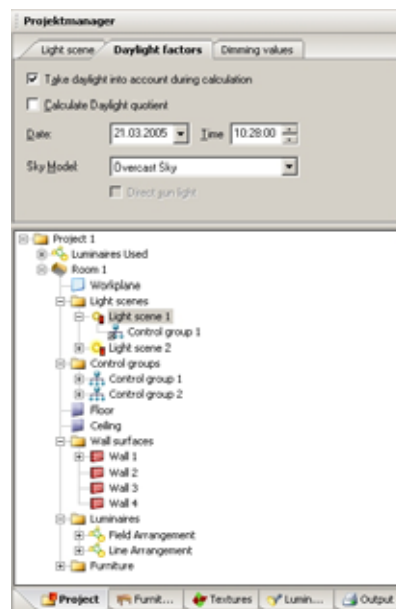 Projektmanager
Light scene Daylight factors Dimming values
Take daylight into account during calculation
Calculate Daylight quotient
Date: 21.03.2005 Time 10:28:00
Sky Model: Overcast Sky
Direct sun light
Project 1
Luminaires Used
Room 1
Workplane
Light scenes
Light scene 1
Control group 1
Light scene 2
Control groups
Control group 1
Control group 2
Floor
Ceiling
Wall surfaces
Wall 1
Wall 2
Wall 3
Wall 4
Luminaires
Field Arrangement
Line Arrangement
Furniture
Project Furnit... Textures Lumin... Output